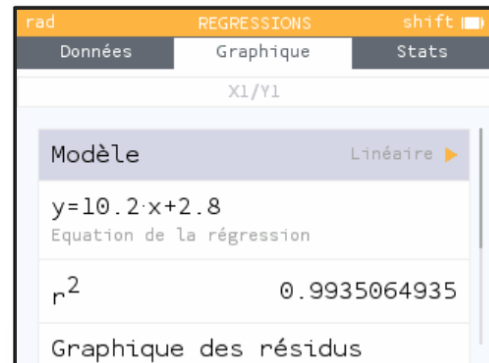 rad REGRESSIONS shift
Données Graphique Stats
X1/Y1
Modèle Linéaire
y=10.2·x+2.8
Equation de la régression
r² 0.9935064935
Graphique des résidus